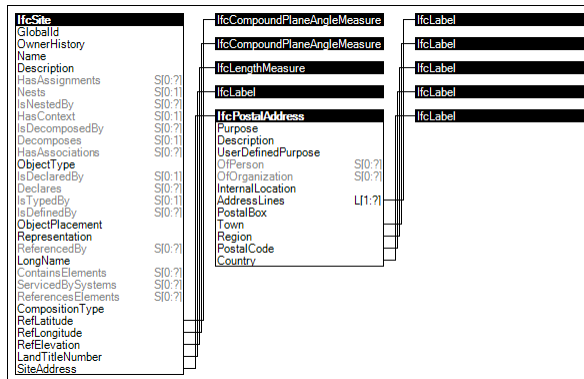 IfcSite
GlobalId
OwnerHistory
Name
Description
HasAssignments S[0:?]
Nests S[0:1]
IsNestedBy S[0:?]
HasContext S[0:1]
IsDecomposedBy S[0:?]
Decomposes S[0:1]
HasAssociations S[0:?]
ObjectType
IsDeclaredBy S[0:1]
Declares S[0:?]
IsTypedBy S[0:1]
IsDefinedBy S[0:?]
ObjectPlacement
Representation
ReferencedBy S[0:?]
LongName
ContainsElements S[0:?]
ServicedBySystems S[0:?]
ReferencesElements S[0:?]
CompositionType
RefLatitude
RefLongitude
RefElevation
LandTitleNumber
SiteAddress
IfcCompoundPlaneAngleMeasure
IfcCompoundPlaneAngleMeasure
IfcLengthMeasure
IfcLabel
IfcPostalAddress
Purpose
Description
UserDefinedPurpose
OfPerson S[0:?]
OfOrganization S[0:?]
InternalLocation
AddressLines L[1:?]
PostalBox
Town
Region
PostalCode
Country
IfcLabel
IfcLabel
IfcLabel
IfcLabel
IfcLabel